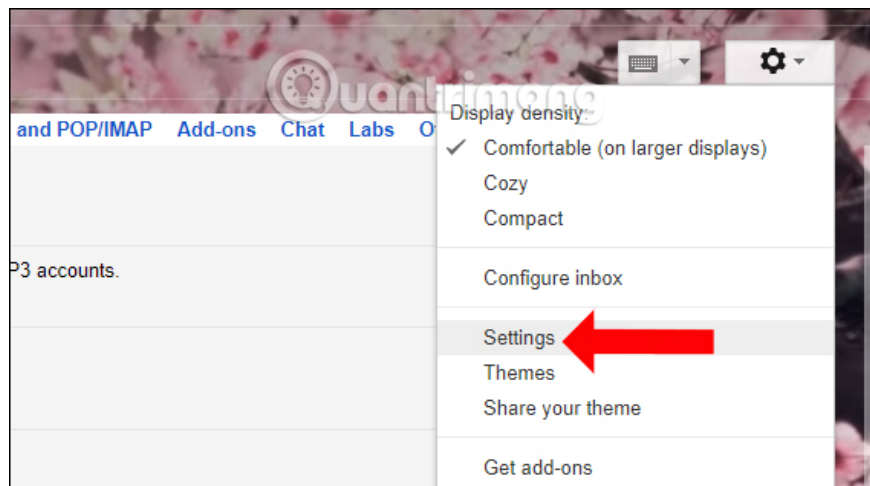 Quantrimang
and POP/IMAP Add-ons Chat Labs O
Display density:
Comfortable (on larger displays)
Cozy
Compact
P3 accounts.
Configure inbox
Settings
Themes
Share your theme
Get add-ons